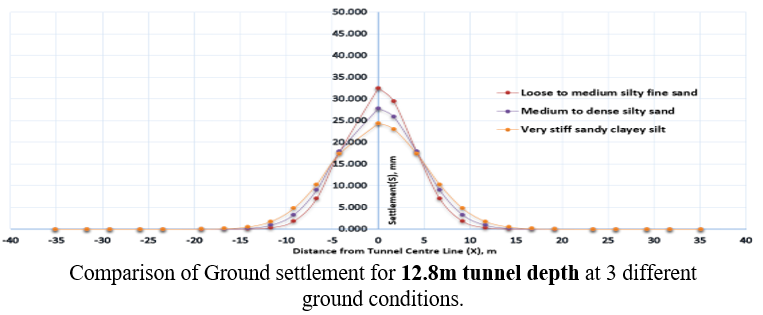 50.000
45.000
40.000
35.000
30.000
25.000
20.000
15.000
10.000
5.000
0.000
Loose to medium silty fine sand
Medium to dense silty sand
Very stiff sandy clayey silt
Settlement(S), mm
-40 -35 -30 -25 -20 -15 -10 -5 0 5 10 15 20 25 30 35 40
Distance from Tunnel Centre Line (X), m
Comparison of Ground settlement for 12.8m tunnel depth at 3 different
ground conditions.